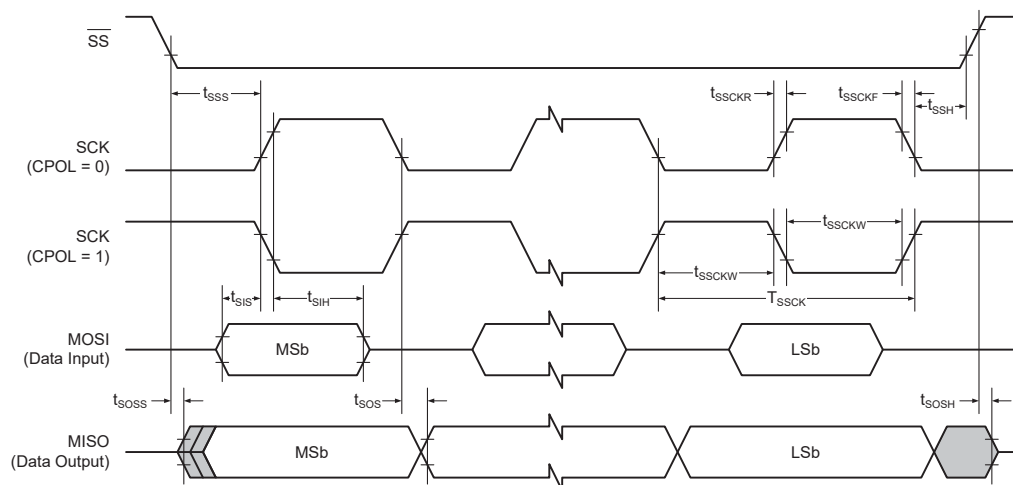 SS
tSSS
tSSCKR
tSSCKF
tSSH
SCK
(CPOL = 0)
SCK
(CPOL = 1)
tSSCKW
tSSCKW
tSIS
tSIH
TSSCK
MOSI
(Data Input)
MSb
LSb
tSOSS
tSOS
tSOSH
MISO
(Data Output)
MSb
LSb